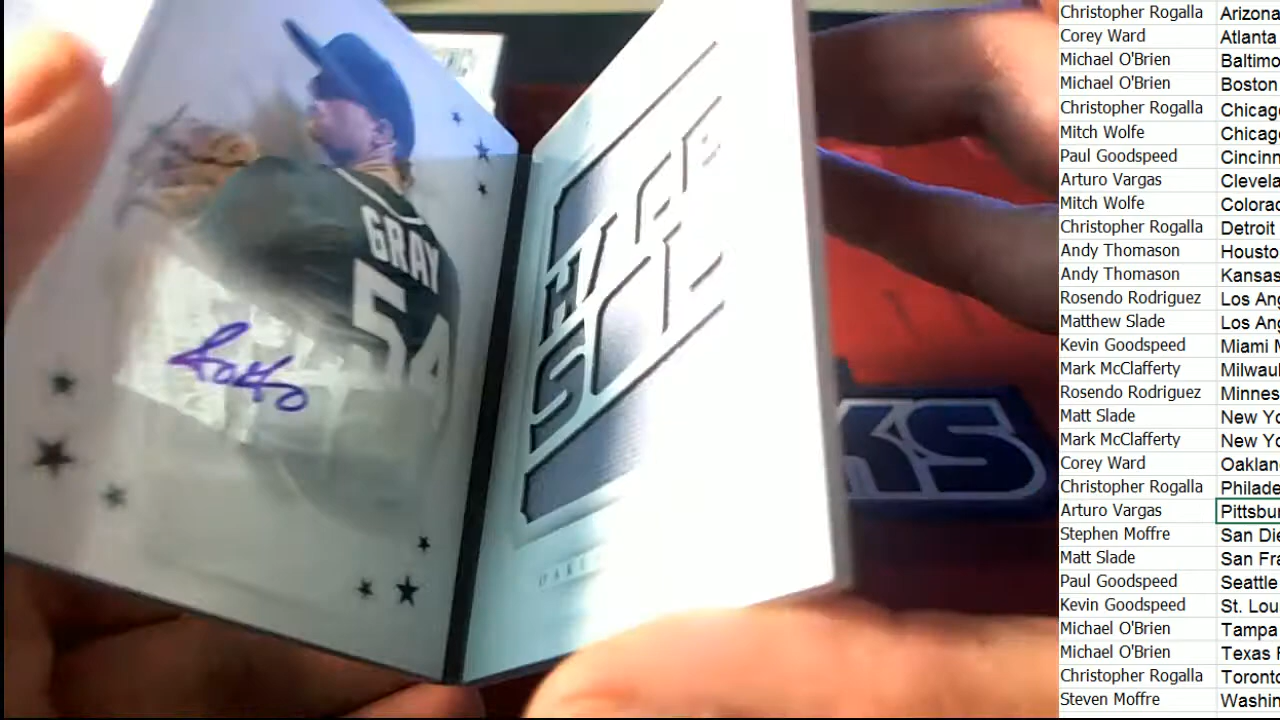 GRAY
54
Christopher Rogalla Arizona
Corey Ward Atlanta
Michael O'Brien Baltimo
Michael O'Brien Boston
Christopher Rogalla Chicag
Mitch Wolfe Chicag
Paul Goodspeed Cincinn
Arturo Vargas Clevela
Mitch Wolfe Colorad
Christopher Rogalla Detroit
Andy Thomason Housto
Andy Thomason Kansas
Rosendo Rodriguez Los Ang
Matthew Slade Los Ang
Kevin Goodspeed Miami M
Mark McClafferty Milwauk
Rosendo Rodriguez Minnes
Matt Slade New Yo
Mark McClafferty New Yo
Corey Ward Oakland
Christopher Rogalla Philade
Arturo Vargas Pittsbur
Stephen Moffre San Die
Matt Slade San Fra
Paul Goodspeed Seattle
Kevin Goodspeed St. Lou
Michael O'Brien Tampa
Michael O'Brien Texas
Christopher Rogalla Toronto
Steven Moffre Washin